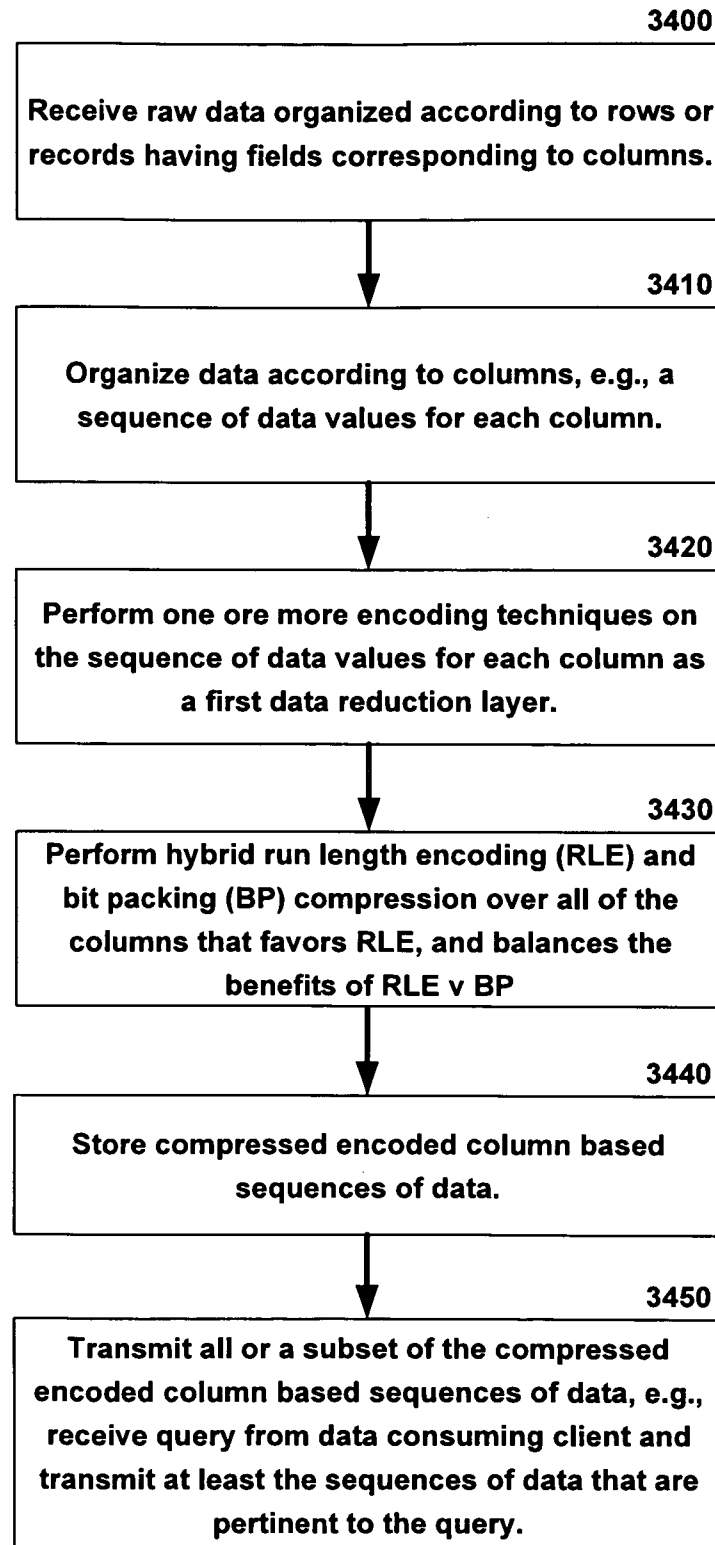 3400
Receive raw data organized according to rows or
records having fields corresponding to columns.
3410
Organize data according to columns, e.g., a
sequence of data values for each column.
3420
Perform one ore more encoding techniques on
the sequence of data values for each column as
a first data reduction layer.
3430
Perform hybrid run length encoding (RLE) and
bit packing (BP) compression over all of the
columns that favors RLE, and balances the
benefits of RLE v BP
3440
Store compressed encoded column based
sequences of data.
3450
Transmit all or a subset of the compressed
encoded column based sequences of data, e.g.,
receive query from data consuming client and
transmit at least the sequences of data that are
pertinent to the query.